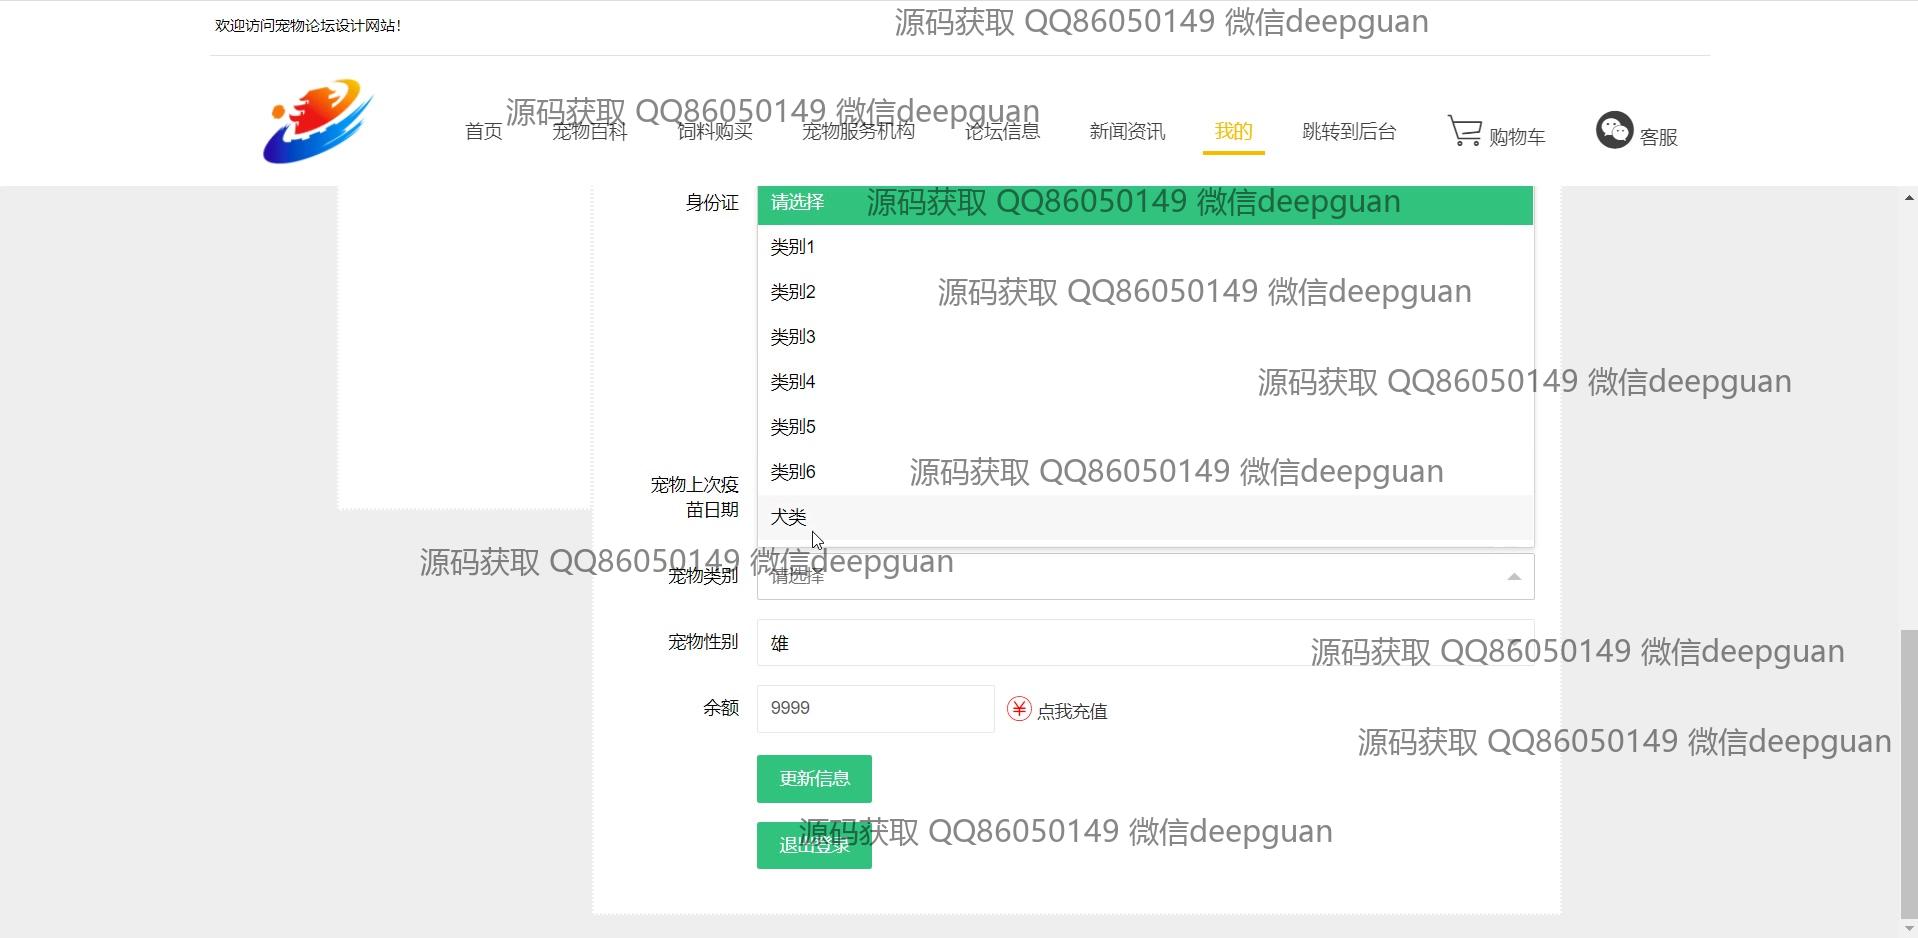 欢迎访问宠物论坛设计网站!
源码获取 QQ86050149 微信deepguan
源码获取 QQ86050149 微信deepguan
首页 宠物百科 饲料购买 宠物服务机构 论坛信息 新闻资讯 我的 跳转到后台 购物车 客服
身份证 请选择 源码获取 QQ86050149 微信deepguan
类别1
类别2 源码获取 QQ86050149 微信deepguan
类别3
类别4 源码获取 QQ86050149 微信deepguan
类别5
类别6 源码获取 QQ86050149 微信deepguan
宠物上次疫
苗日期
犬类
源码获取 QQ86050149 微信deepguan
宠物类别 请选择
宠物性别 雄 源码获取 QQ86050149 微信deepguan
余额 9999 ¥ 点我充值
源码获取 QQ86050149 微信deepguan
更新信息
源码获取 QQ86050149 微信deepguan
退出登录